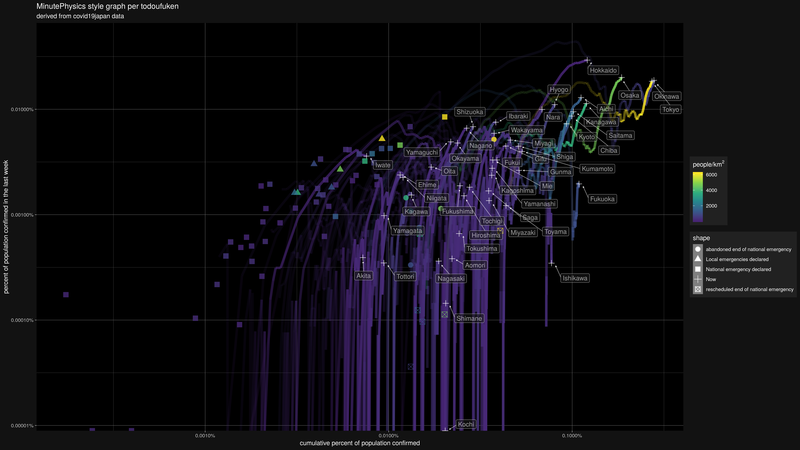 MinutePhysics style graph per todoufuken
derived from covid19japan data
percent of population confirmed in the last week
0.01000%
0.00100%
0.00010%
0.00001%
Hokkaido
Osaka
Okinawa
Tokyo
Hyogo
Aichi
Nara
Kanagawa
Shizuoka
Ibaraki
Wakayama
Kyoto
Saitama
Miyagi
Chiba
Yamaguchi
Nagano
Okayama
Gifu
Shiga
Iwate
Fukui
Kumamoto
Oita
Gunma
Ehime
Kagoshima
Mie
Niigata
Fukuoka
Yamanashi
Kagawa
Fukushima
Saga
Tochigi
Yamagata
Hiroshima
Miyazaki
Toyama
Tokushima
Akita
Tottori
Aomori
Nagasaki
Ishikawa
Shimane
Kochi
0.0010%
0.0100%
0.1000%
cumulative percent of population confirmed
people/km²
6000
4000
2000
shape
abandoned end of national emergency
Local emergencies declared
National emergency declared
Now
rescheduled end of national emergency